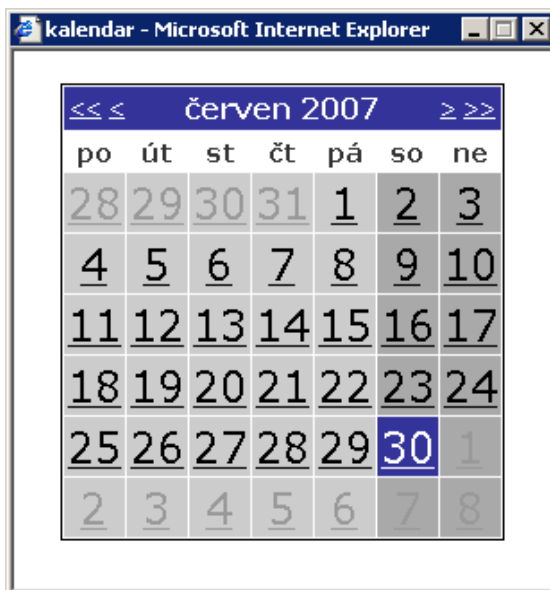 kalendar - Microsoft Internet Explorer
<< < červen 2007 > >>
po út st čt pá so ne
28 29 30 31 1 2 3
4 5 6 7 8 9 10
11 12 13 14 15 16 17
18 19 20 21 22 23 24
25 26 27 28 29 30 1
2 3 4 5 6 7 8